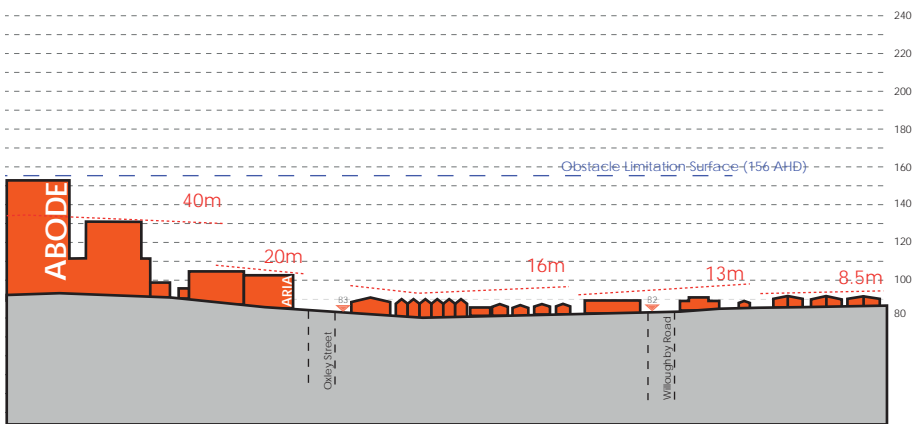 240
220
200
180
Obstacle Limitation Surface (156 AHD)
160
ABODE
40m
140
120
20m
16m
13m
8.5m
100
ARIA
83
82
80
Oxley Street
Willoughby Road